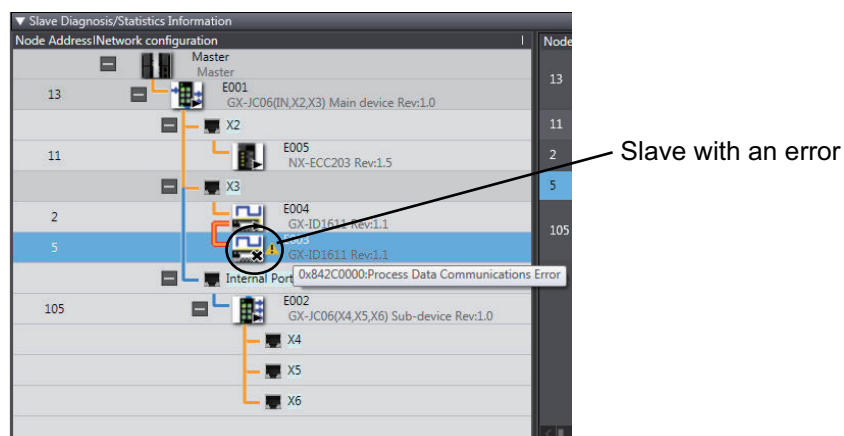 ▼ Slave Diagnosis/Statistics Information
Node Address|Network configuration
Node
Master
Master
13
E001
GX-JC06(IN,X2,X3) Main device Rev:1.0
13
X2
11
11
E005
NX-ECC203 Rev:1.5
2
Slave with an error
X3
5
2
E004
GX-ID1611 Rev:1.1
105
5
E003
GX-ID1611 Rev:1.1
Internal Port
0x842C0000:Process Data Communications Error
105
E002
GX-JC06(X4,X5,X6) Sub-device Rev:1.0
X4
X5
X6